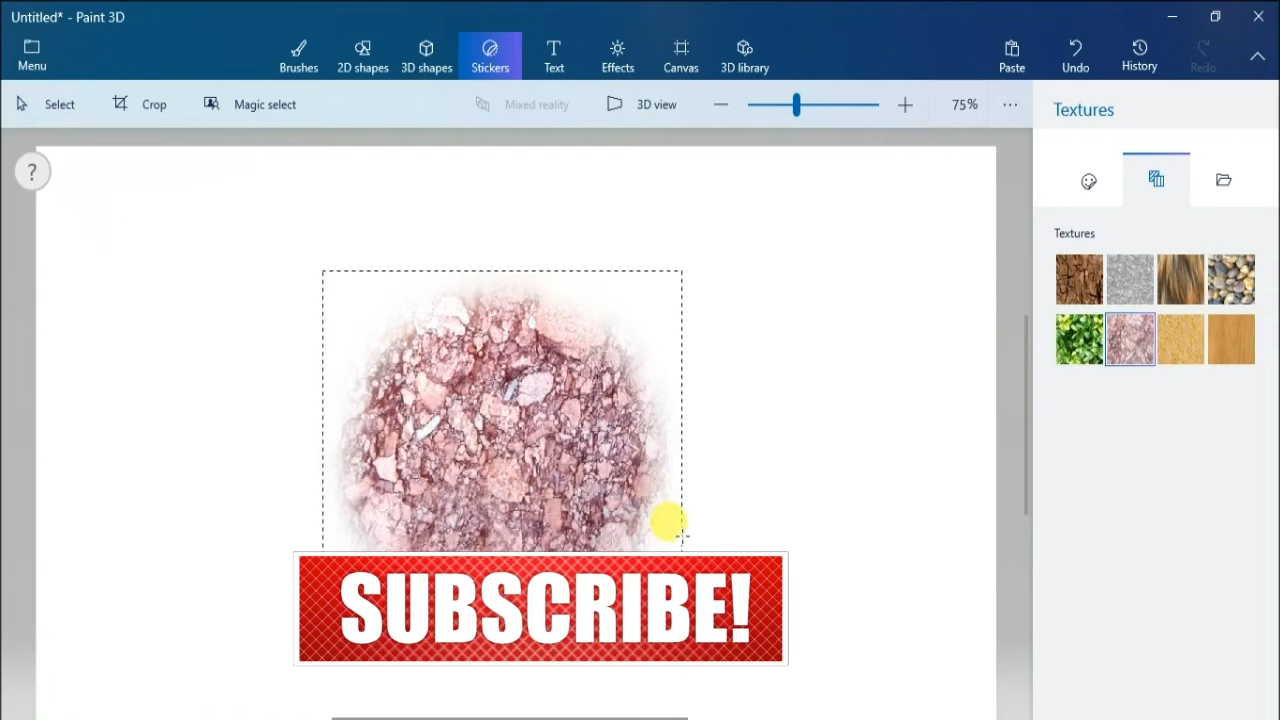 Untitled* - Paint 3D
Menu
Brushes
2D shapes
3D shapes
Stickers
Text
Effects
Canvas
3D library
Paste
Undo
History
Redo
Select
Crop
Magic select
Mixed reality
3D view
75%
Textures
?
Textures
SUBSCRIBE!